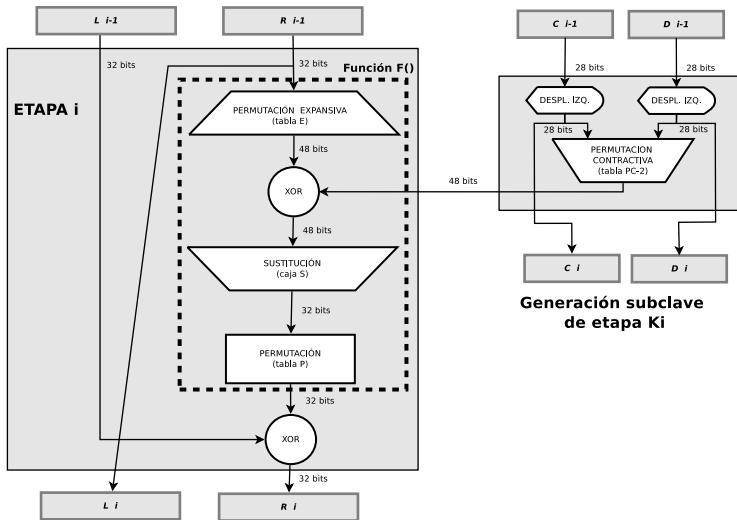 L i-1
R i-1
C i-1
D i-1
32 bits
32 bits
Función F()
28 bits
28 bits
ETAPA i
PERMUTACIÓN EXPANSIVA
(tabla E)
DESPL. IZQ.
DESPL. IZQ.
28 bits
28 bits
48 bits
PERMUTACION
CONTRACTIVA
(tabla PC-2)
XOR
48 bits
48 bits
SUSTITUCIÓN
(caja S)
C i
D i
32 bits
Generación subclave
de etapa Ki
PERMUTACIÓN
(tabla P)
32 bits
XOR
32 bits
L i
R i